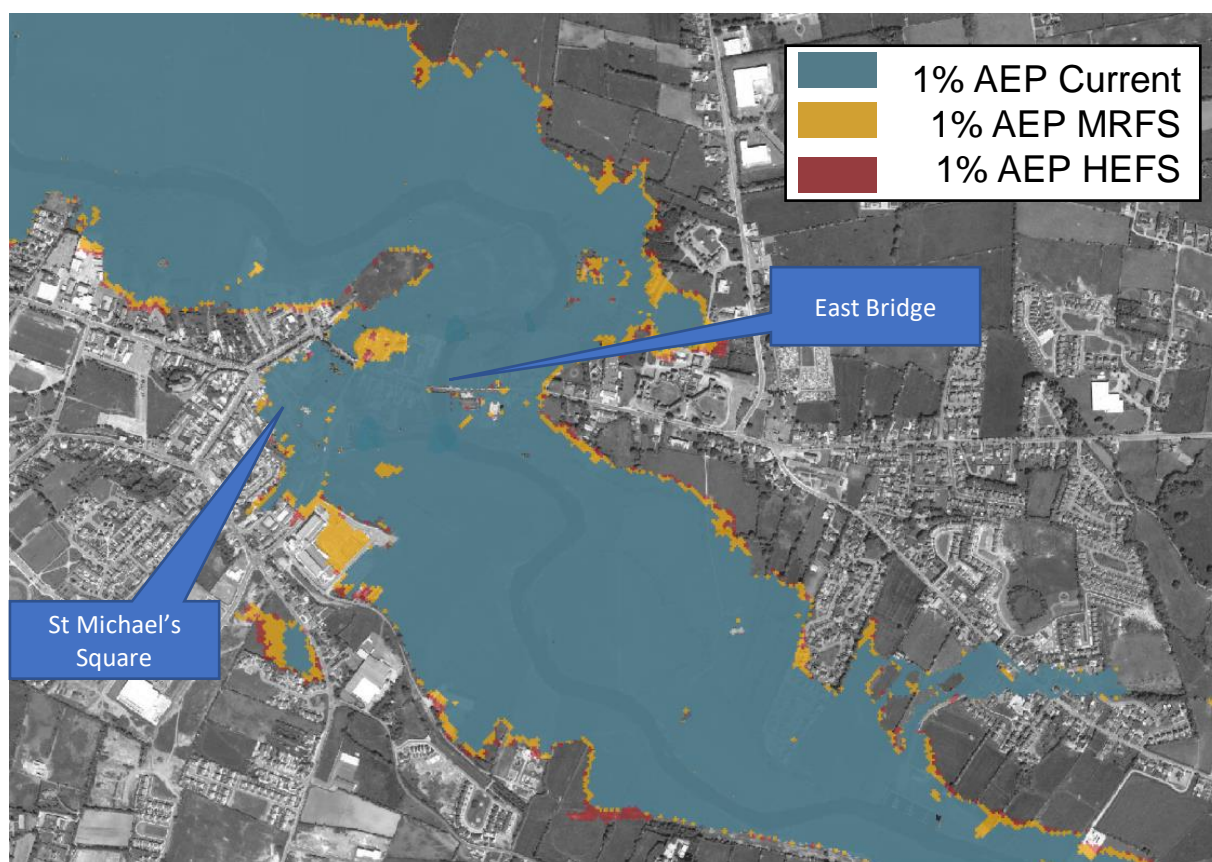 1% AEP Current
1% AEP MRFS
1% AEP HEFS
East Bridge
St Michael’s
Square